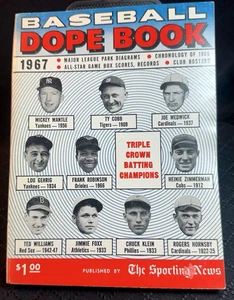 BASEBALL
DOPE BOOK
1967
• MAJOR LEAGUE PARK DIAGRAMS • CHRONOLOGY OF 1966
• ALL-STAR GAME BOX SCORES, RECORDS • CLUB ROSTERS
MICKEY MANTLE
Yankees — 1956
TY COBB
Tigers — 1909
JOE MEDWICK
Cardinals — 1937
LOU GEHRIG
Yankees — 1934
FRANK ROBINSON
Orioles — 1966
TRIPLE
CROWN
BATTING
CHAMPIONS
HEINIE ZIMMERMAN
Cubs — 1912
TED WILLIAMS
Red Sox — 1942-47
JIMMIE FOXX
Athletics — 1933
CHUCK KLEIN
Phillies — 1933
ROGERS HORNSBY
Cardinals — 1922-25
$1.00
PUBLISHED BY The Sporting News